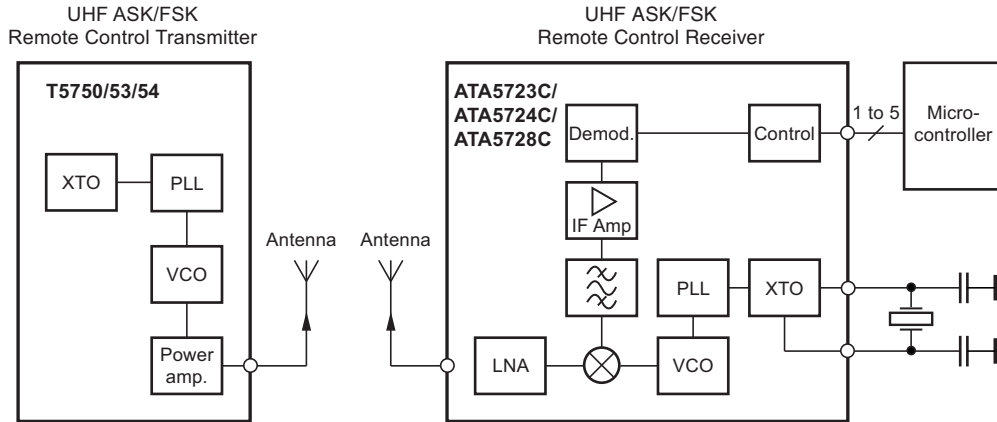 UHF ASK/FSK
Remote Control Transmitter
T5750/53/54
XTO
PLL
VCO
Power
amp.
Antenna
Antenna
UHF ASK/FSK
Remote Control Receiver
ATA5723C/
ATA5724C/
ATA5728C
Demod.
Control
1 to 5
Micro-
controller
IF Amp
PLL
XTO
LNA
VCO